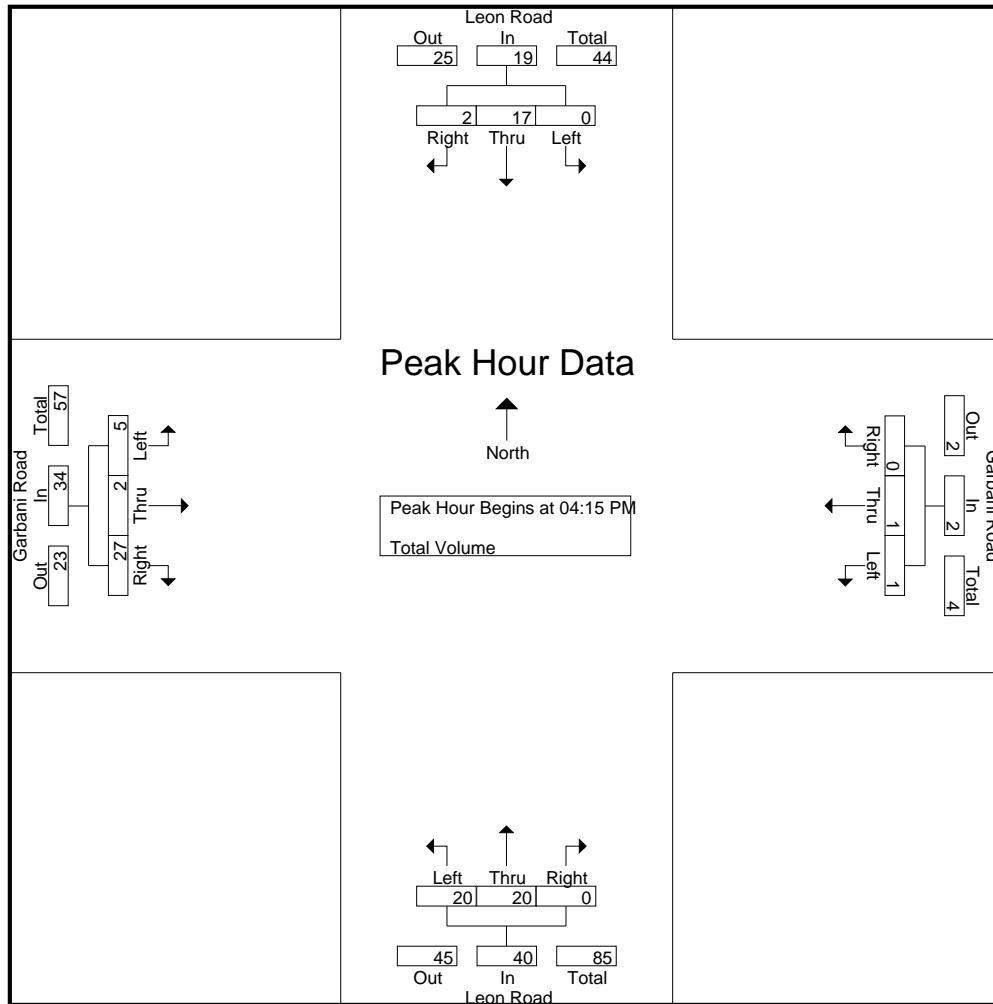 Leon Road
Out In Total
25 19 44
2 17 0
Right Thru Left
Peak Hour Data
North
Peak Hour Begins at 04:15 PM
Total Volume
Garbani Road
Out In Total
23 34 57
27 2 5
Right Thru Left
Garbani Road
Out In Total
2 2 4
Right Thru Left
0 1 1
Left Thru Right
20 20 0
45 40 85
Out In Total
Leon Road